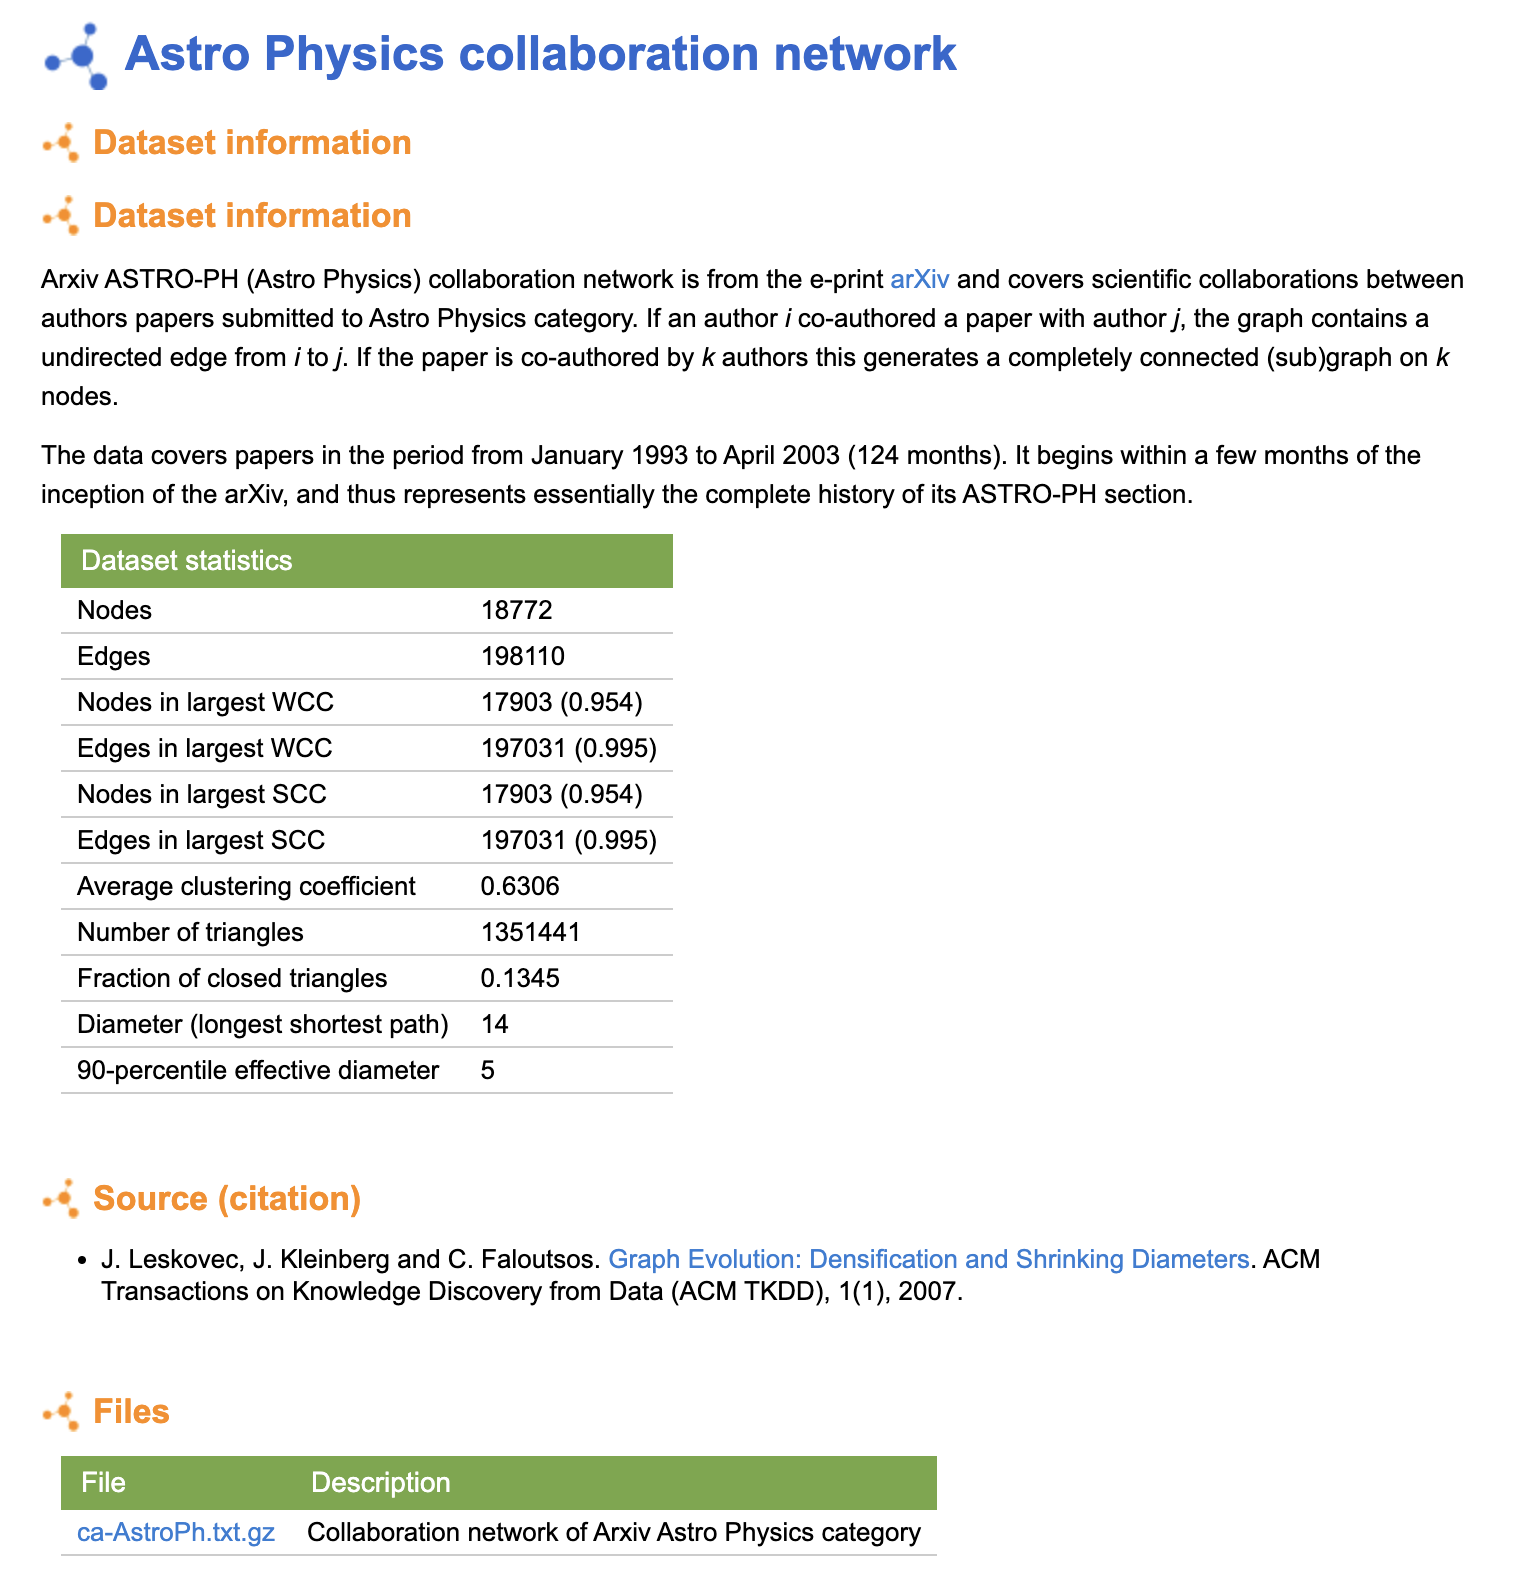 Astro Physics collaboration network
Dataset information
Dataset information
Arxiv ASTRO-PH (Astro Physics) collaboration network is from the e-print arXiv and covers scientific collaborations between
authors papers submitted to Astro Physics category. If an author i co-authored a paper with author j, the graph contains a
undirected edge from i to j. If the paper is co-authored by k authors this generates a completely connected (sub)graph on k
nodes.
The data covers papers in the period from January 1993 to April 2003 (124 months). It begins within a few months of the
inception of the arXiv, and thus represents essentially the complete history of its ASTRO-PH section.
Dataset statistics
Nodes 18772
Edges 198110
Nodes in largest WCC 17903 (0.954)
Edges in largest WCC 197031 (0.995)
Nodes in largest SCC 17903 (0.954)
Edges in largest SCC 197031 (0.995)
Average clustering coefficient 0.6306
Number of triangles 1351441
Fraction of closed triangles 0.1345
Diameter (longest shortest path) 14
90-percentile effective diameter 5
Source (citation)
• J. Leskovec, J. Kleinberg and C. Faloutsos. Graph Evolution: Densification and Shrinking Diameters. ACM
Transactions on Knowledge Discovery from Data (ACM TKDD), 1(1), 2007.
Files
File Description
ca-AstroPh.txt.gz Collaboration network of Arxiv Astro Physics category